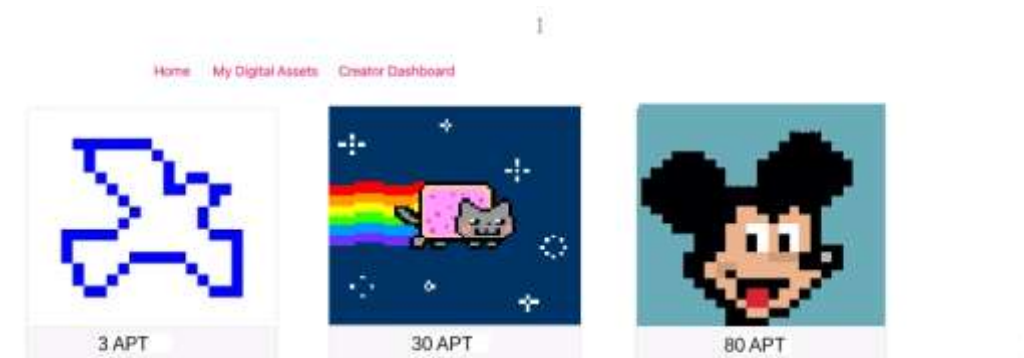 Home My Digital Assets Creator Dashboard
3 APT 30 APT 80 APT